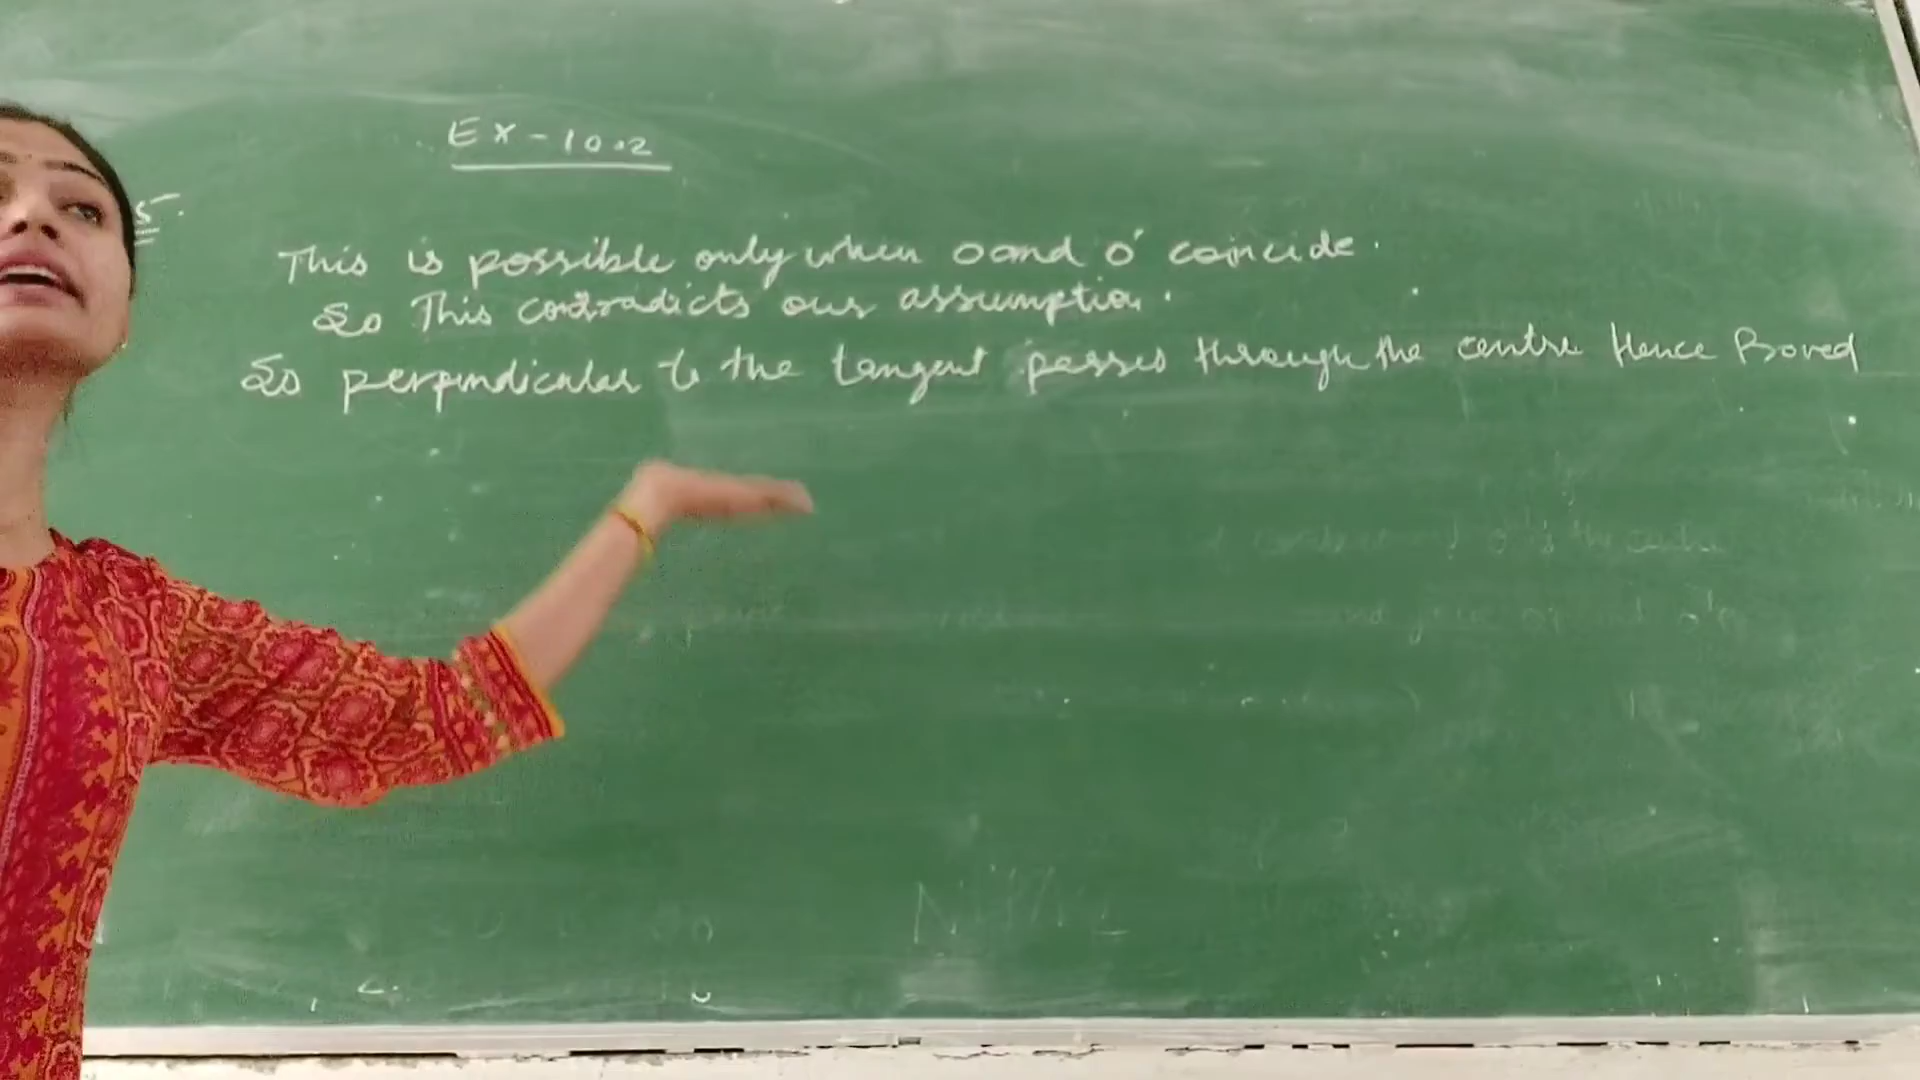 Ex-10.2
5.
This is possible only when O and O' coincide.
So This contradicts our assumption.
So perpendicular to the tangent passes through the centre Hence Proved